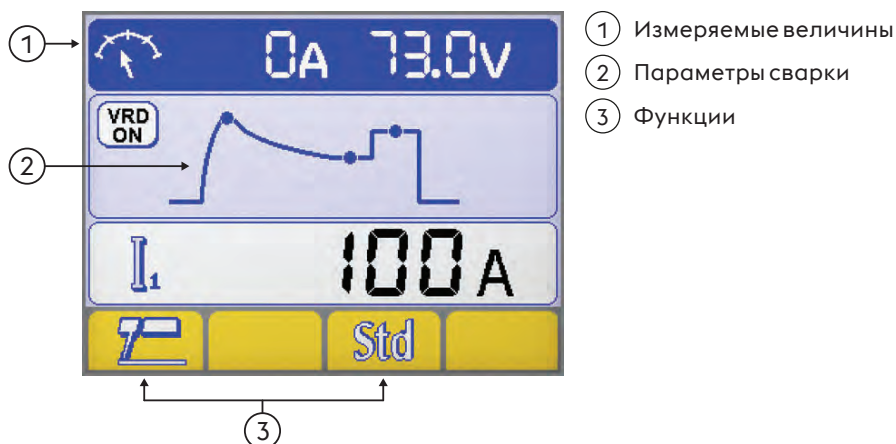 1
0A 73.0V
VRD
ON
2
I1
100A
Std
3
1 Измеряемые величины
2 Параметры сварки
3 Функции